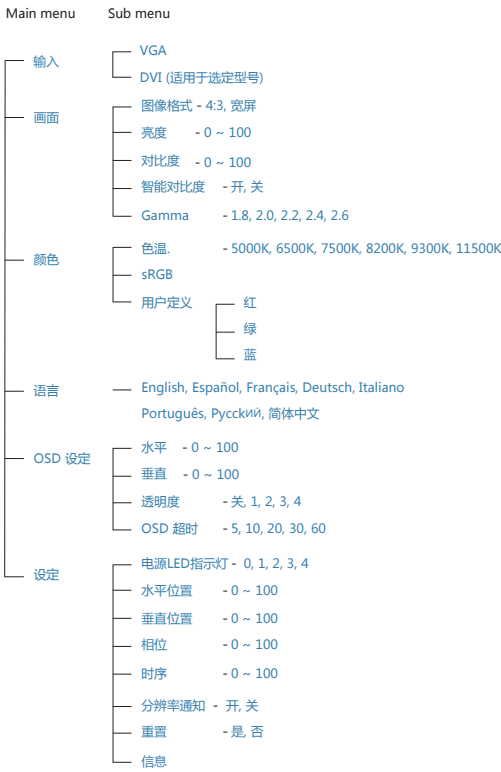 Main menu Sub menu
输入
VGA
DVI (适用于选定型号)
画面
图像格式 - 4:3, 宽屏
亮度 - 0 ~ 100
对比度 - 0 ~ 100
智能对比度 - 开, 关
Gamma - 1.8, 2.0, 2.2, 2.4, 2.6
颜色
色温. - 5000K, 6500K, 7500K, 8200K, 9300K, 11500K
sRGB
用户定义
红
绿
蓝
语言
English, Español, Français, Deutsch, Italiano
Português, Русский, 简体中文
OSD 设定
水平 - 0 ~ 100
垂直 - 0 ~ 100
透明度 - 关, 1, 2, 3, 4
OSD 超时 - 5, 10, 20, 30, 60
设定
电源LED指示灯 - 0, 1, 2, 3, 4
水平位置 - 0 ~ 100
垂直位置 - 0 ~ 100
相位 - 0 ~ 100
时序 - 0 ~ 100
分辨率通知 - 开, 关
重置 - 是, 否
信息